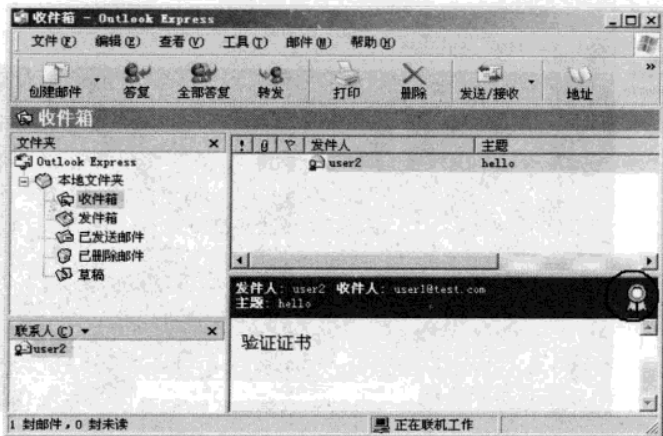 收件箱 - Outlook Express
文件(F) 编辑(E) 查看(V) 工具(T) 邮件(M) 帮助(H)
创建邮件 答复 全部答复 转发 打印 删除 发送/接收 地址 »
收件箱
文件夹 ×
Outlook Express
本地文件夹
收件箱
发件箱
已发送邮件
已删除邮件
草稿
联系人(C) ×
user2
! 发件人 主题
user2 hello
发件人: user2 收件人: user1@test.com
主题: hello
验证证书
1 封邮件，0 封未读 正在联机工作